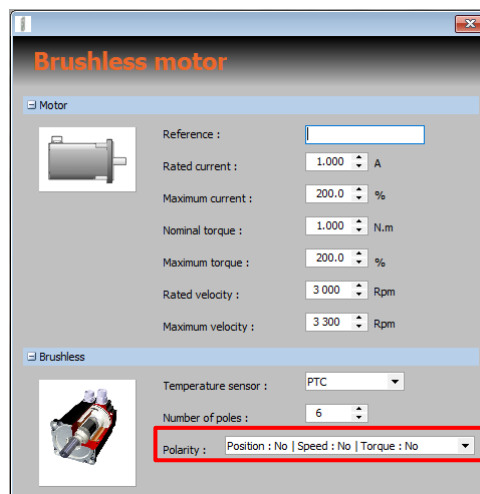 Brushless motor
Motor
Reference :
Rated current : 1.000 A
Maximum current : 200.0 %
Nominal torque : 1.000 N.m
Maximum torque : 200.0 %
Rated velocity : 3 000 Rpm
Maximum velocity : 3 300 Rpm
Brushless
Temperature sensor : PTC
Number of poles : 6
Polarity : Position : No | Speed : No | Torque : No